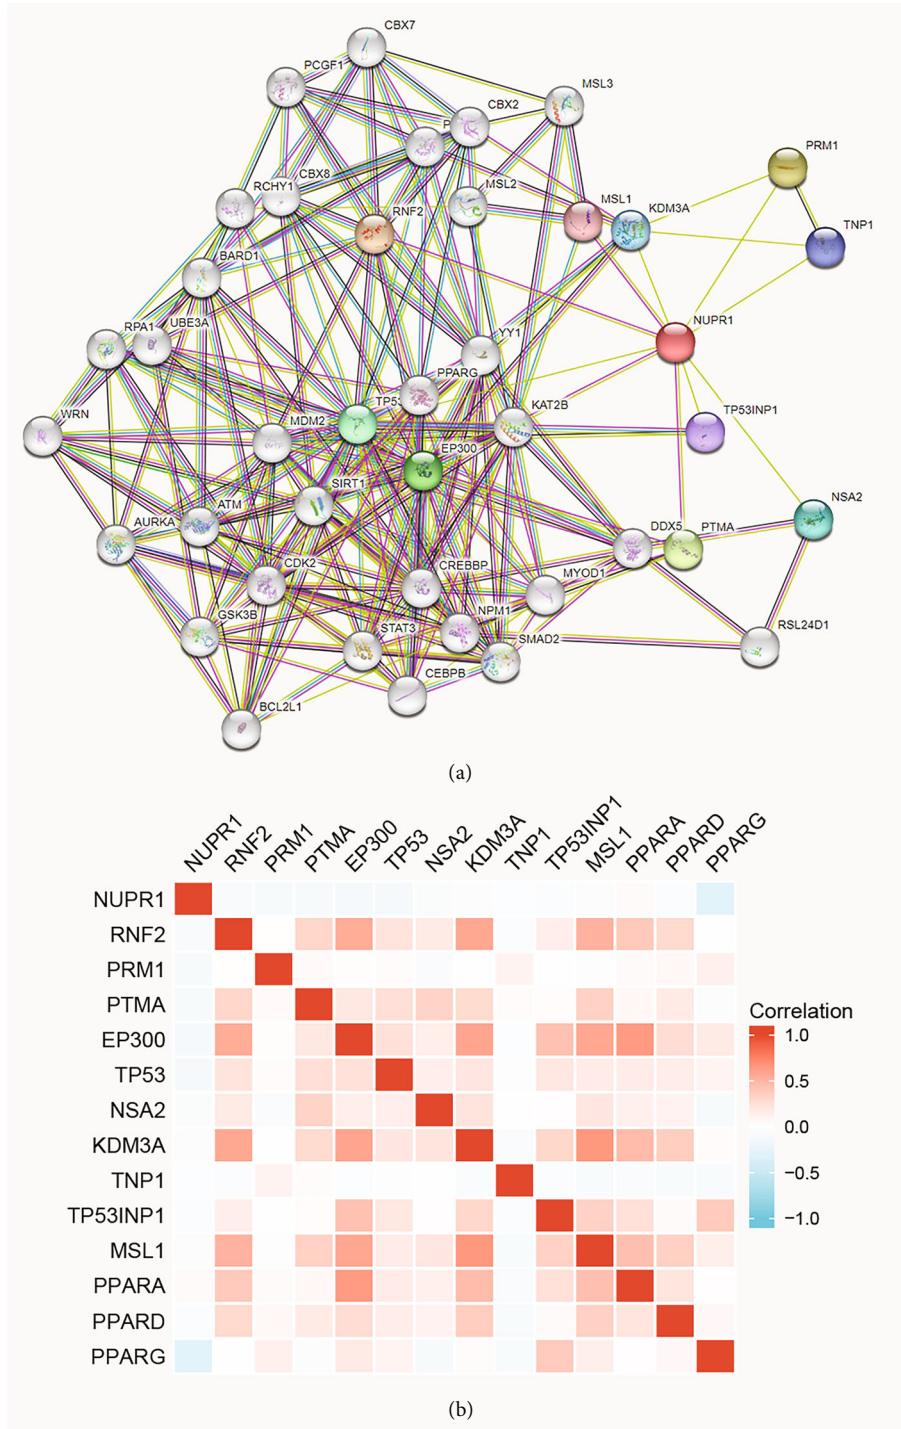 CBX7
PCGF1
MSL3
CBX2
P
PRM1
CBX8
RCHY1
MSL2
MSL1
RNF2
KDM3A
TNP1
BARD1
NUPR1
RPA1
UBE3A
YY1
PPARG
TP53
KAT2B
TP53INP1
WRN
MDM2
EP300
SIRT1
NSA2
ATM
AURKA
DDX5
PTMA
CDK2
CREBBP
MYOD1
GSK3B
NPM1
RSL24D1
STAT3
SMAD2
CEBPB
BCL2L1
(a)
NUPR1 RNF2 PRM1 PTMA EP300 TP53 NSA2 KDM3A TNP1 TP53INP1 MSL1 PPARA PPARD PPARG
NUPR1
RNF2
PRM1
PTMA
EP300
TP53
NSA2
KDM3A
TNP1
TP53INP1
MSL1
PPARA
PPARD
PPARG
Correlation
1.0
0.5
0.0
−0.5
−1.0
(b)